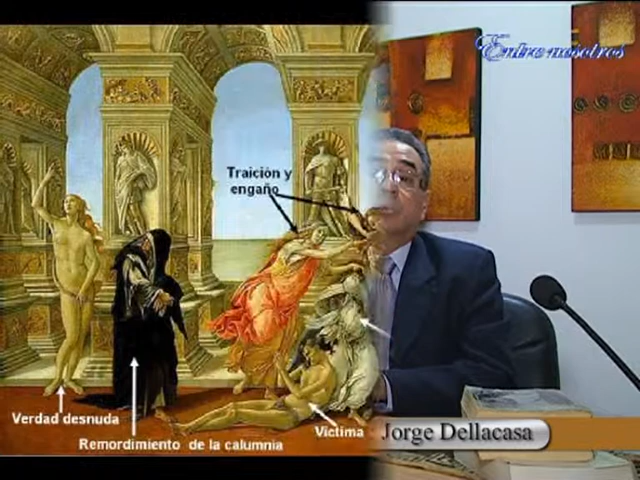 Entre nosotros
Traición y
engaño
Verdad desnuda
Remordimiento de la calumnia
Víctima
Jorge Dellacasa